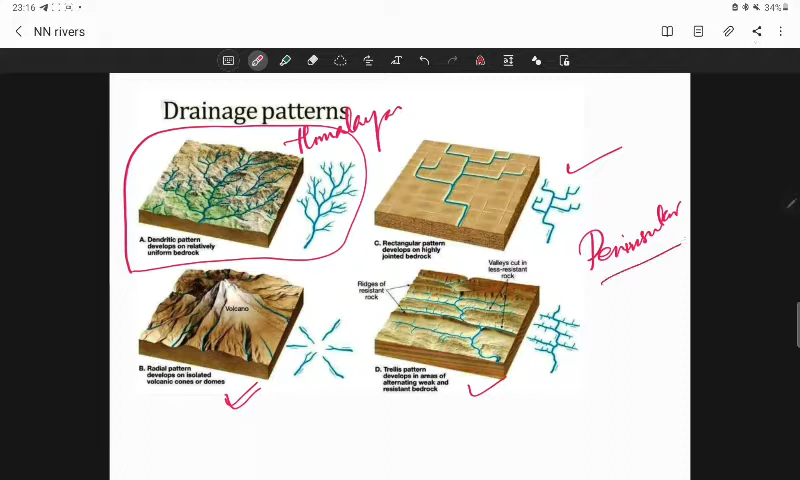 23:16
34%
NN rivers
Drainage patterns
Himalayan
A. Dendritic pattern
develops on relatively
uniform bedrock
C. Rectangular pattern
develops on highly
jointed bedrock
Peninsular
Volcano
B. Radial pattern
develops on isolated
volcanic cones or domes
Ridges of
resistant
rock
Valleys cut in
less-resistant
rock
D. Trellis pattern
develops in areas of
alternating weak and
resistant bedrock